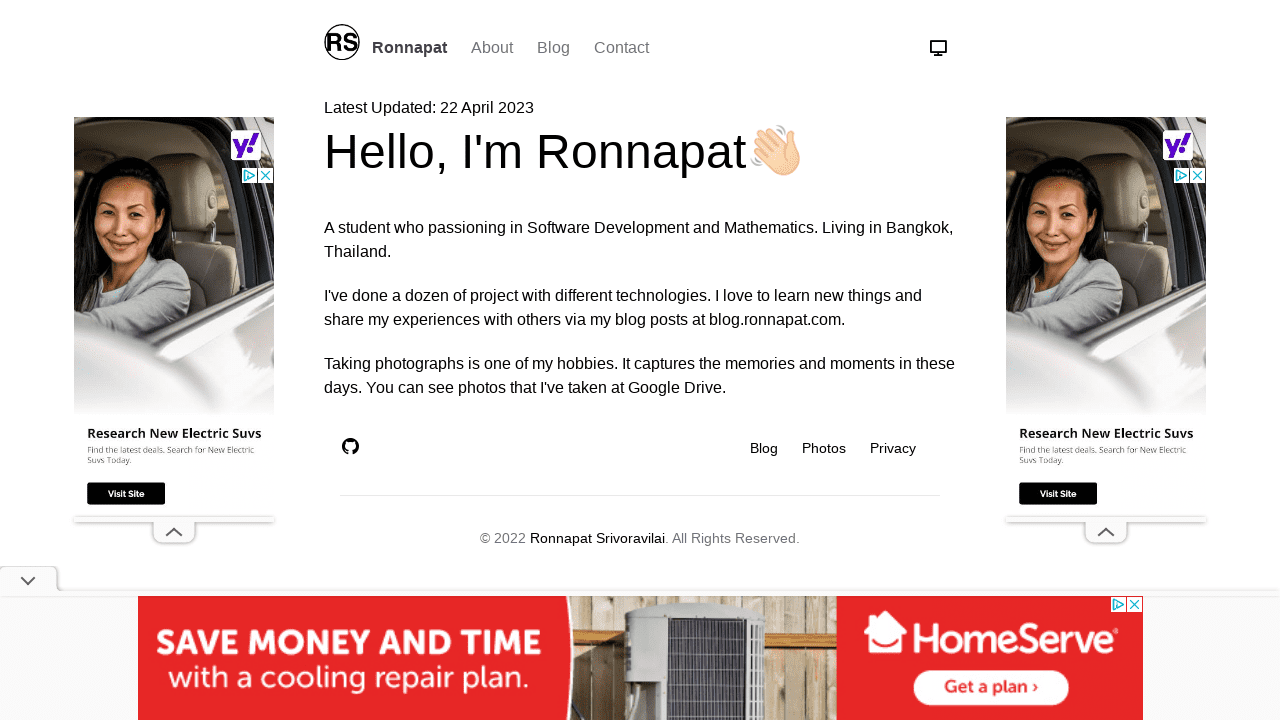 RS Ronnapat About Blog Contact
Latest Updated: 22 April 2023
Hello, I'm Ronnapat👋🏻
A student who passioning in Software Development and Mathematics. Living in Bangkok,
Thailand.
I've done a dozen of project with different technologies. I love to learn new things and
share my experiences with others via my blog posts at blog.ronnapat.com.
Taking photographs is one of my hobbies. It captures the memories and moments in these
days. You can see photos that I've taken at Google Drive.
Blog Photos Privacy
© 2022 Ronnapat Srivoravilai. All Rights Reserved.
y!
Research New Electric Suvs
Find the latest deals. Search for New Electric
Suvs Today.
Visit Site
y!
Research New Electric Suvs
Find the latest deals. Search for New Electric
Suvs Today.
Visit Site
SAVE MONEY AND TIME
with a cooling repair plan.
HomeServe®
Get a plan ›